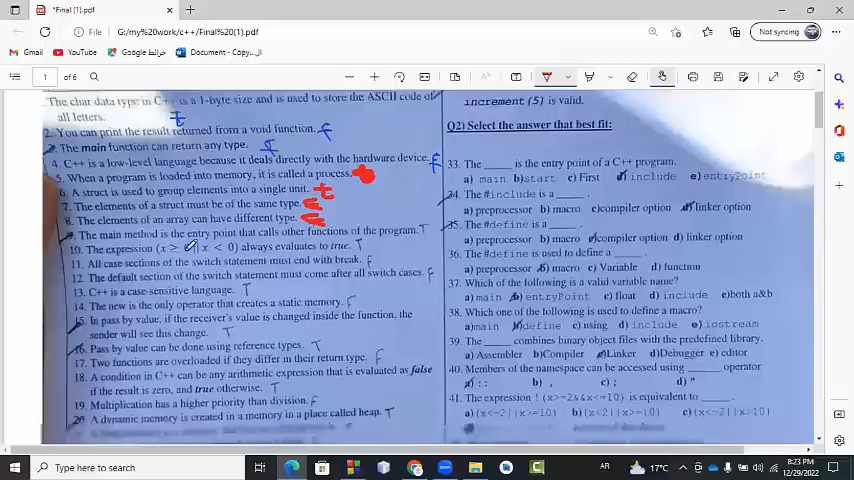 *Final (1).pdf
Not syncing
File
G:/my%20work/c++/Final%20(1).pdf
Gmail
YouTube
خرائط Google
Document - Copy...ال
1
of 6
The char data type in C++ is a 1-byte size and is used to store the ASCII code of
all letters.
t
2. You can print the result returned from a void function. F
The main function can return any type.
F
4. C++ is a low-level language because it deals directly with the hardware device. F
5. When a program is loaded into memory, it is called a process.
6. A struct is used to group elements into a single unit. t
7. The elements of a struct must be of the same type.
8. The elements of an array can have different type.
The main method is the entry point that calls other functions of the program. T
10. The expression (x ≥ || x < 0) always evaluates to true. T
11. All case sections of the switch statement must end with break. F
12. The default section of the switch statement must come after all switch cases. F
13. C++ is a case-sensitive language. T
14. The new is the only operator that creates a static memory. F
15. In pass by value, if the receiver's value is changed inside the function, the
sender will see this change. T
16. Pass by value can be done using reference types. T
17. Two functions are overloaded if they differ in their return type. F
18. A condition in C++ can be any arithmetic expression that is evaluated as false
if the result is zero, and true otherwise. T
19. Multiplication has a higher priority than division. F
20. A dynamic memory is created in a memory in a place called heap. T
increment (5) is valid.
Q2) Select the answer that best fit:
33. The ____ is the entry point of a C++ program.
a) main b)start c) First include e)entryPoint
34. The #include is a ____.
a) preprocessor b) macro c)compiler option d)linker option
35. The #define is a ____.
a) preprocessor b) macro compiler option d)linker option
36. The #define is used to define a ____.
a) preprocessor b) macro c) Variable d) function
37. Which of the following is a valid variable name?
a) main b) entryPoint c) float d) include e)both a&b
38. Which one of the following is used to define a macro?
a)main define c) using d) include e) iostream
39. The ____ combines binary object files with the predefined library.
a) Assembler b)Compiler Linker d)Debugger e) editor
40. Members of the namespace can be accessed using ____ operator
:: b) , c) ; d) "
41. The expression !(x>=2&&x<=10) is equivalent to ____.
a)(x<=2||x>=10) b)(x<2||x>=10) c)(x<=2||x>10)
Type here to search
17°C
AR
8:23 PM
12/29/2022